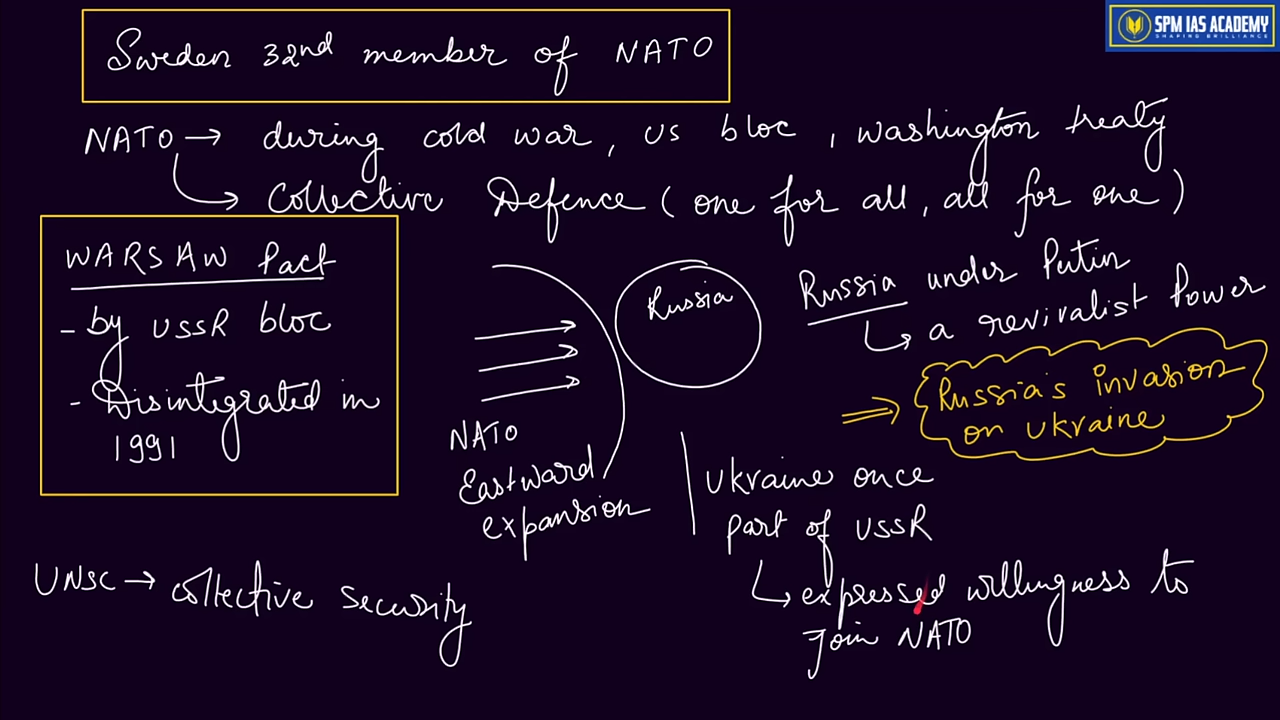 SPM IAS ACADEMY
SHAPING BRILLIANCE
Sweden 32nd member of NATO
NATO → during cold war, US bloc, Washington treaty
→ Collective Defence (one for all, all for one)
WARSAW Pact
- by USSR bloc
- Disintegrated in
1991
Russia
NATO
Eastward
expansion
Russia under Putin
→ a revivalist Power
⇒ Russia's invasion
on Ukraine
Ukraine once
part of USSR
→ expressed willingness to
Join NATO
UNSC → collective security